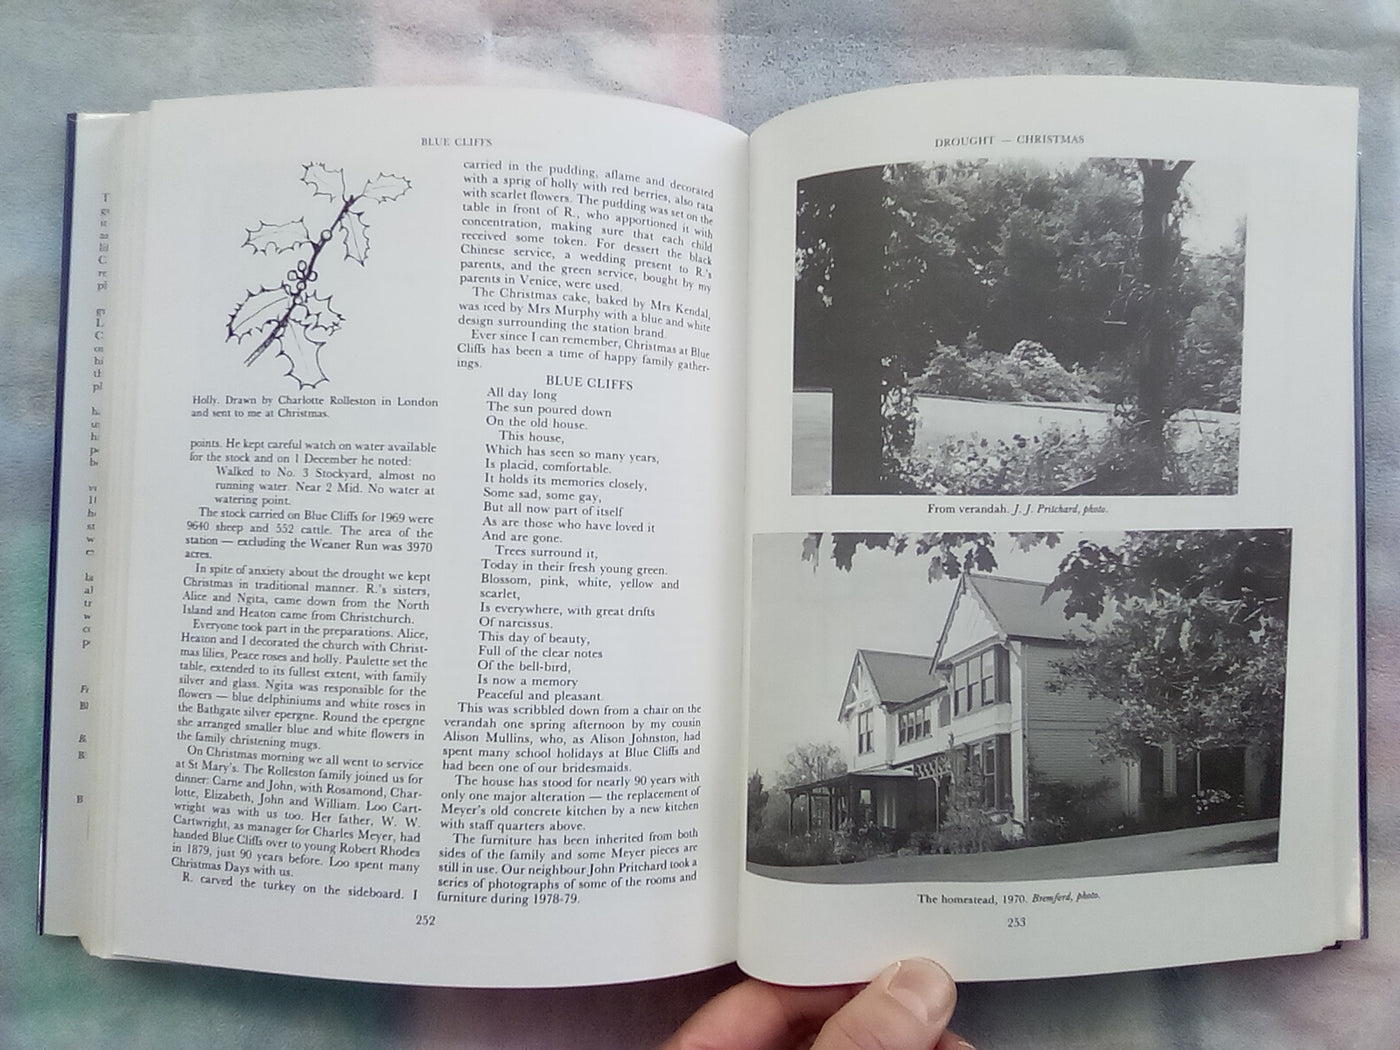 BLUE CLIFFS
Holly. Drawn by Charlotte Rolleston in London
and sent to me at Christmas.
points. He kept careful watch on water available
for the stock and on 1 December he noted:
Walked to No. 3 Stockyard, almost no
running water. Near 2 Mid. No water at
watering point.
The stock carried on Blue Cliffs for 1969 were
9640 sheep and 552 cattle. The area of the
station — excluding the Weaner Run was 3970
acres.
In spite of anxiety about the drought we kept
Christmas in traditional manner. R.'s sisters,
Alice and Ngita, came down from the North
Island and Heaton came from Christchurch.
Everyone took part in the preparations. Alice,
Heaton and I decorated the church with Christ-
mas lilies, Peace roses and holly. Paulette set the
table, extended to its fullest extent, with family
silver and glass. Ngita was responsible for the
flowers — blue delphiniums and white roses in
the Bathgate silver epergne. Round the epergne
she arranged smaller blue and white flowers in
the family christening mugs.
On Christmas morning we all went to service
at St Mary's. The Rolleston family joined us for
dinner: Carne and John, with Rosamond, Char-
lotte, Elizabeth, John and William. Loo Cart-
wright was with us too. Her father, W. W.
Cartwright, as manager for Charles Meyer, had
handed Blue Cliffs over to young Robert Rhodes
in 1879, just 90 years before. Loo spent many
Christmas Days with us.
R. carved the turkey on the sideboard. I
carried in the pudding, aflame and decorated
with a sprig of holly with red berries, also rata
with scarlet flowers. The pudding was set on the
table in front of R., who apportioned it with
concentration, making sure that each child
received some token. For dessert the black
Chinese service, a wedding present to R.'s
parents, and the green service, bought by my
parents in Venice, were used.
The Christmas cake, baked by Mrs Kendal,
was iced by Mrs Murphy with a blue and white
design surrounding the station brand.
Ever since I can remember, Christmas at Blue
Cliffs has been a time of happy family gather-
ings.
BLUE CLIFFS
All day long
The sun poured down
On the old house.
This house,
Which has seen so many years,
Is placid, comfortable.
It holds its memories closely,
Some sad, some gay,
But all now part of itself
As are those who have loved it
And are gone.
Trees surround it,
Today in their fresh young green.
Blossom, pink, white, yellow and
scarlet,
Is everywhere, with great drifts
Of narcissus.
This day of beauty,
Full of the clear notes
Of the bell-bird,
Is now a memory
Peaceful and pleasant.
This was scribbled down from a chair on the
verandah one spring afternoon by my cousin
Alison Mullins, who, as Alison Johnston, had
spent many school holidays at Blue Cliffs and
had been one of our bridesmaids.
The house has stood for nearly 90 years with
only one major alteration — the replacement of
Meyer's old concrete kitchen by a new kitchen
with staff quarters above.
The furniture has been inherited from both
sides of the family and some Meyer pieces are
still in use. Our neighbour John Pritchard took a
series of photographs of some of the rooms and
furniture during 1978-79.
252
DROUGHT — CHRISTMAS
From verandah. J. J. Pritchard, photo.
The homestead, 1970. Bremford, photo.
253